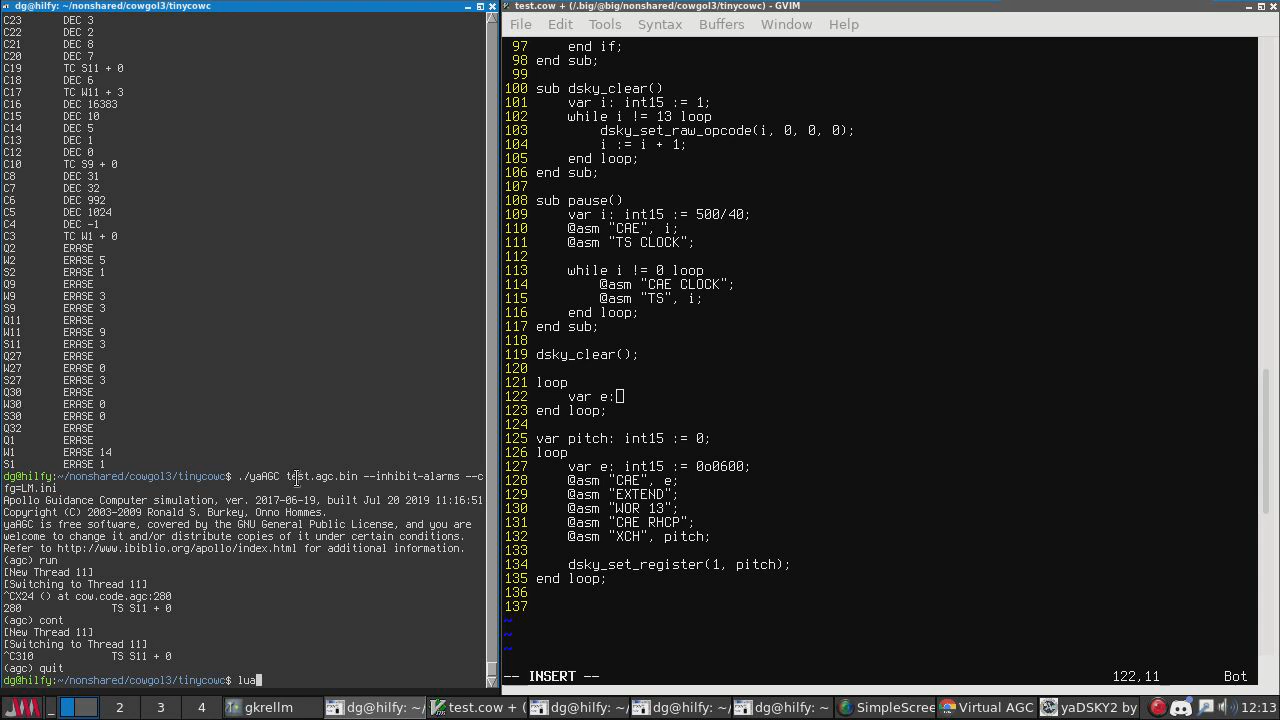 dg@hilfy: ~/nonshared/cowgol3/tinycowc
C23 DEC 3
C22 DEC 2
C21 DEC 8
C20 DEC 7
C19 TC S11 + 0
C18 DEC 6
C17 TC W11 + 3
C16 DEC 16383
C15 DEC 10
C14 DEC 5
C13 DEC 1
C12 DEC 0
C10 TC S9 + 0
C8 DEC 31
C7 DEC 32
C6 DEC 992
C5 DEC 1024
C4 DEC -1
C3 TC W1 + 0
Q2 ERASE
W2 ERASE 5
S2 ERASE 1
Q9 ERASE
W9 ERASE 3
S9 ERASE 3
Q11 ERASE
W11 ERASE 9
S11 ERASE 3
Q27 ERASE
W27 ERASE 0
S27 ERASE 3
Q30 ERASE
W30 ERASE 0
S30 ERASE 0
Q32 ERASE
Q1 ERASE
W1 ERASE 14
S1 ERASE 1
dg@hilfy:~/nonshared/cowgol3/tinycowc$ ./yaAGC test.agc.bin --inhibit-alarms --c
fg=LM.ini
Apollo Guidance Computer simulation, ver. 2017-06-19, built Jul 20 2019 11:16:51
Copyright (C) 2003-2009 Ronald S. Burkey, Onno Hommes.
yaAGC is free software, covered by the GNU General Public License, and you are
welcome to change it and/or distribute copies of it under certain conditions.
Refer to http://www.ibiblio.org/apollo/index.html for additional information.
(agc) run
[New Thread 11]
[Switching to Thread 11]
^CX24 () at cow.code.agc:280
280 TS S11 + 0
(agc) cont
[New Thread 11]
[Switching to Thread 11]
^C310 TS S11 + 0
(agc) quit
dg@hilfy:~/nonshared/cowgol3/tinycowc$ lua
test.cow + (/.big/@big/nonshared/cowgol3/tinycowc) - GVIM
File Edit Tools Syntax Buffers Window Help
97 end if;
98 end sub;
99
100 sub dsky_clear()
101 var i: int15 := 1;
102 while i != 13 loop
103 dsky_set_raw_opcode(i, 0, 0, 0);
104 i := i + 1;
105 end loop;
106 end sub;
107
108 sub pause()
109 var i: int15 := 500/40;
110 @asm "CAE", i;
111 @asm "TS CLOCK";
112
113 while i != 0 loop
114 @asm "CAE CLOCK";
115 @asm "TS", i;
116 end loop;
117 end sub;
118
119 dsky_clear();
120
121 loop
122 var e:
123 end loop;
124
125 var pitch: int15 := 0;
126 loop
127 var e: int15 := 0o0600;
128 @asm "CAE", e;
129 @asm "EXTEND";
130 @asm "WOR 13";
131 @asm "CAE RHCP";
132 @asm "XCH", pitch;
133
134 dsky_set_register(1, pitch);
135 end loop;
136
137
~
~
~
-- INSERT -- 122,11 Bot
2 3 4 gkrellm dg@hilfy: ~/ test.cow + ( dg@hilfy: ~/ dg@hilfy: ~/ dg@hilfy: ~/ SimpleScree Virtual AGC yaDSKY2 by 12:13